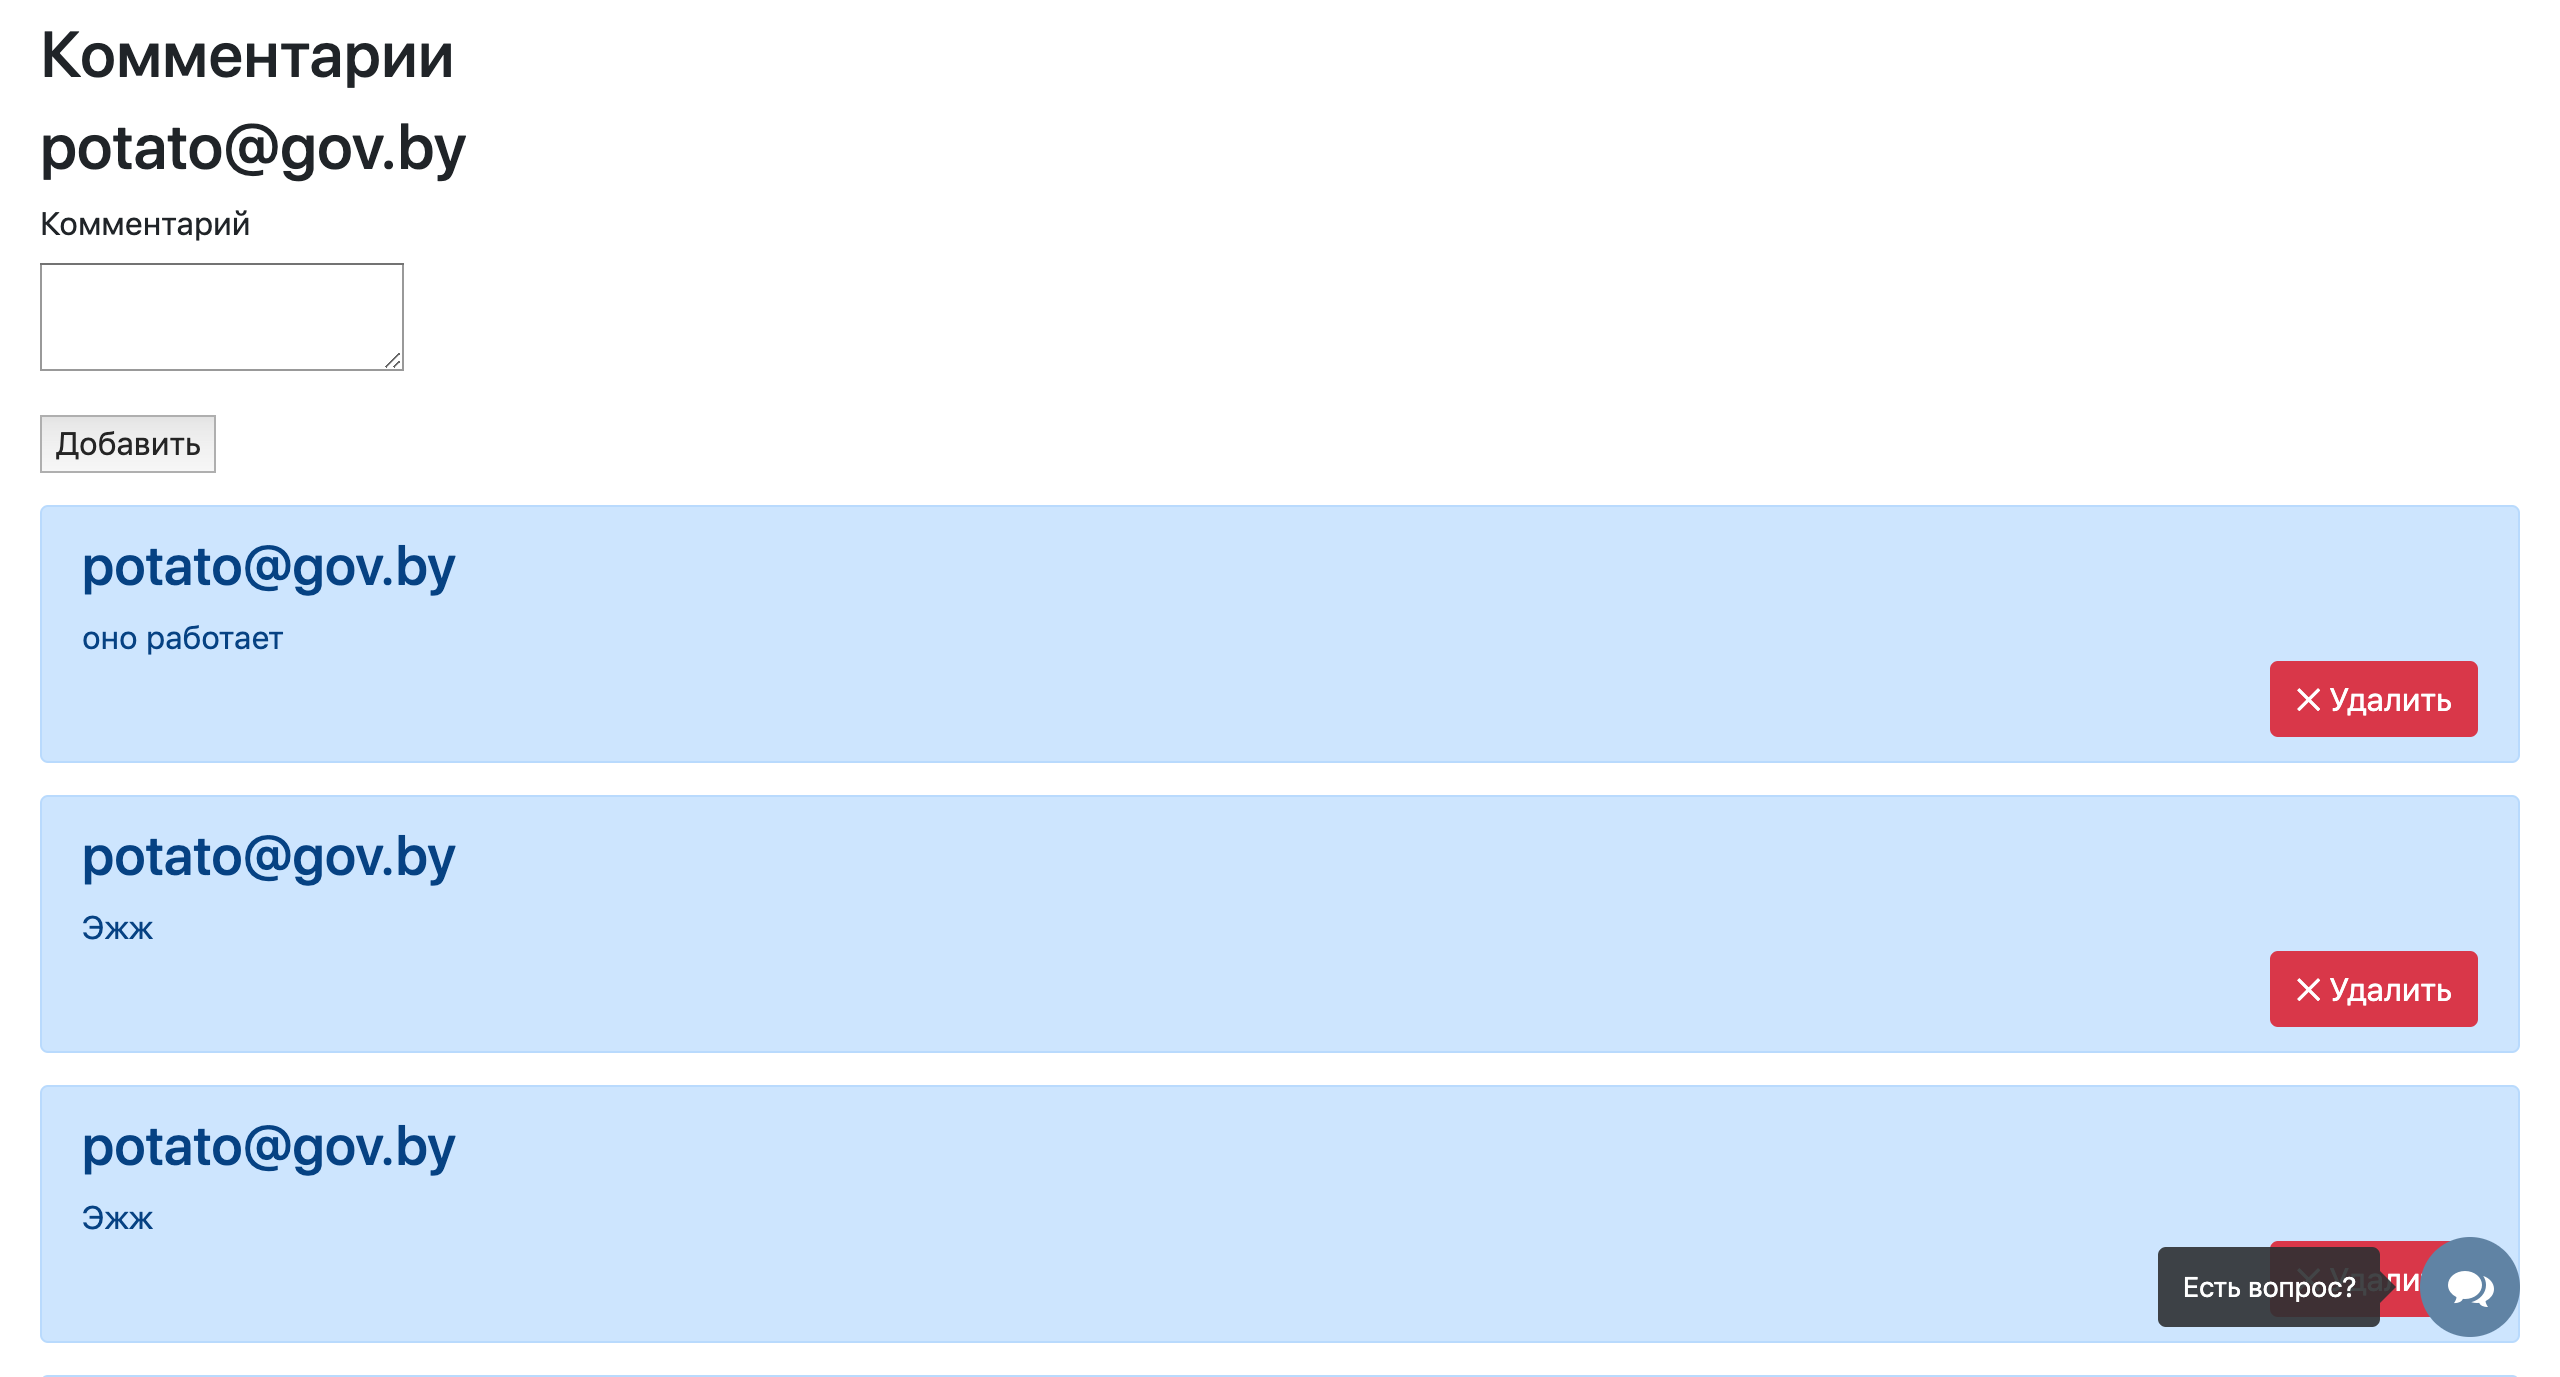 Комментарии
potato@gov.by
Комментарий
Добавить
potato@gov.by
оно работает
Удалить
potato@gov.by
Эжж
Удалить
potato@gov.by
Эжж
Есть вопрос?